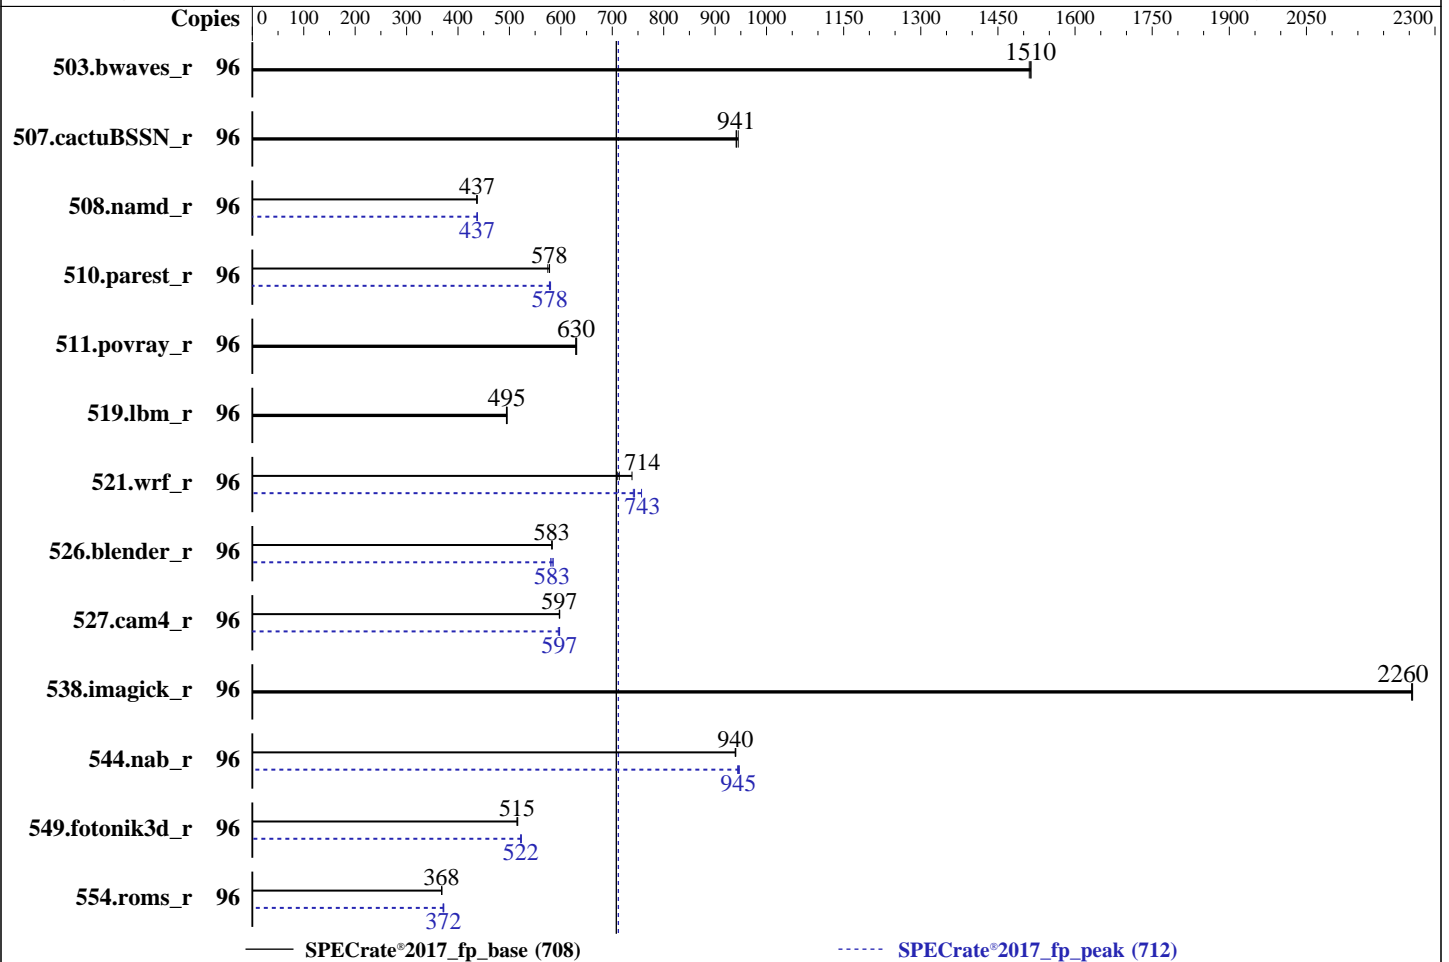 Copies 0 100 200 300 400 500 600 700 800 900 1000 1150 1300 1450 1600 1750 1900 2050 2300
503.bwaves_r 96 1510
507.cactuBSSN_r 96 941
508.namd_r 96 437
437
510.parest_r 96 578
578
511.povray_r 96 630
519.lbm_r 96 495
521.wrf_r 96 714
743
526.blender_r 96 583
583
527.cam4_r 96 597
597
538.imagick_r 96 2260
544.nab_r 96 940
945
549.fotonik3d_r 96 515
522
554.roms_r 96 368
372
SPECrate®2017_fp_base (708) SPECrate®2017_fp_peak (712)